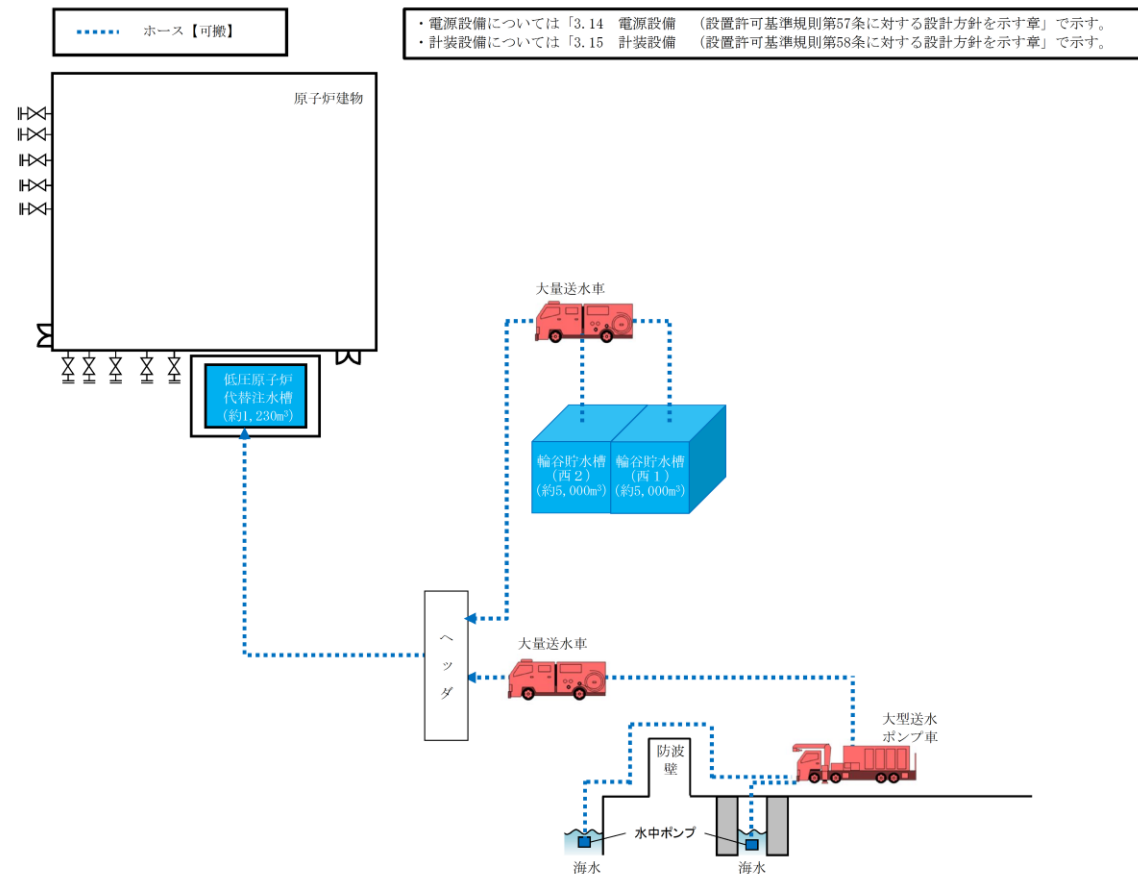 ホース【可搬】
・電源設備については「3.14　電源設備　（設置許可基準規則第57条に対する設計方針を示す章」で示す。
・計装設備については「3.15　計装設備　（設置許可基準規則第58条に対する設計方針を示す章」で示す。
原子炉建物
大量送水車
低圧原子炉
代替注水槽
(約1,230m³)
輪谷貯水槽
(西２)
(約5,000m³)
輪谷貯水槽
(西１)
(約5,000m³)
ヘッダ
大量送水車
大型送水
ポンプ車
防波
壁
水中ポンプ
海水
海水